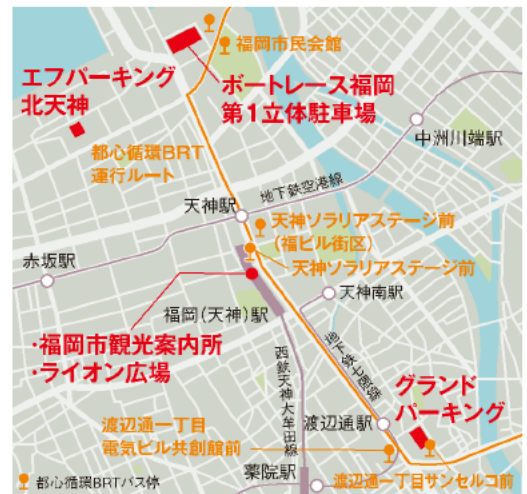 福岡市民会館
エフパーキング
北天神
ボートレース福岡
第1立体駐車場
中洲川端駅
都心循環BRT
運行ルート
地下鉄空港線
天神駅
天神ソラリアステージ前
(福ビル街区)
天神ソラリアステージ前
赤坂駅
天神南駅
福岡(天神)駅
・福岡市観光案内所
・ライオン広場
西鉄天神大牟田線
地下鉄七隈線
グランド
パーキング
渡辺通駅
渡辺通一丁目
電気ビル共創館前
薬院駅
渡辺通一丁目サンセルコ前
都心循環BRTバス停